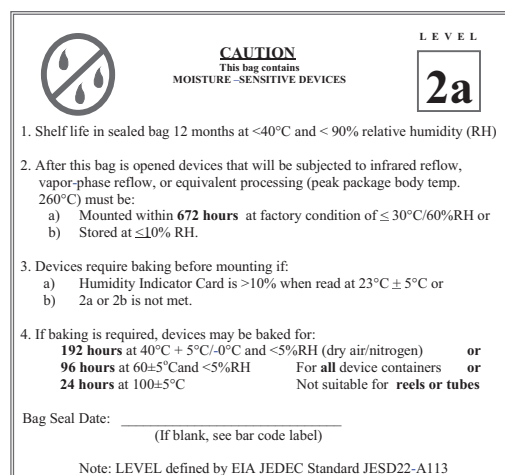 LEVEL
CAUTION
This bag contains
MOISTURE –SENSITIVE DEVICES
2a
1. Shelf life in sealed bag 12 months at <40°C and < 90% relative humidity (RH)
2. After this bag is opened devices that will be subjected to infrared reflow,
vapor-phase reflow, or equivalent processing (peak package body temp.
260°C) must be:
a) Mounted within 672 hours at factory condition of ≤ 30°C/60%RH or
b) Stored at ≤10% RH.
3. Devices require baking before mounting if:
a) Humidity Indicator Card is >10% when read at 23°C ± 5°C or
b) 2a or 2b is not met.
4. If baking is required, devices may be baked for:
192 hours at 40°C + 5°C/-0°C and <5%RH (dry air/nitrogen) or
96 hours at 60±5°Cand <5%RH For all device containers or
24 hours at 100±5°C Not suitable for reels or tubes
Bag Seal Date: ______________________________
(If blank, see bar code label)
Note: LEVEL defined by EIA JEDEC Standard JESD22-A113